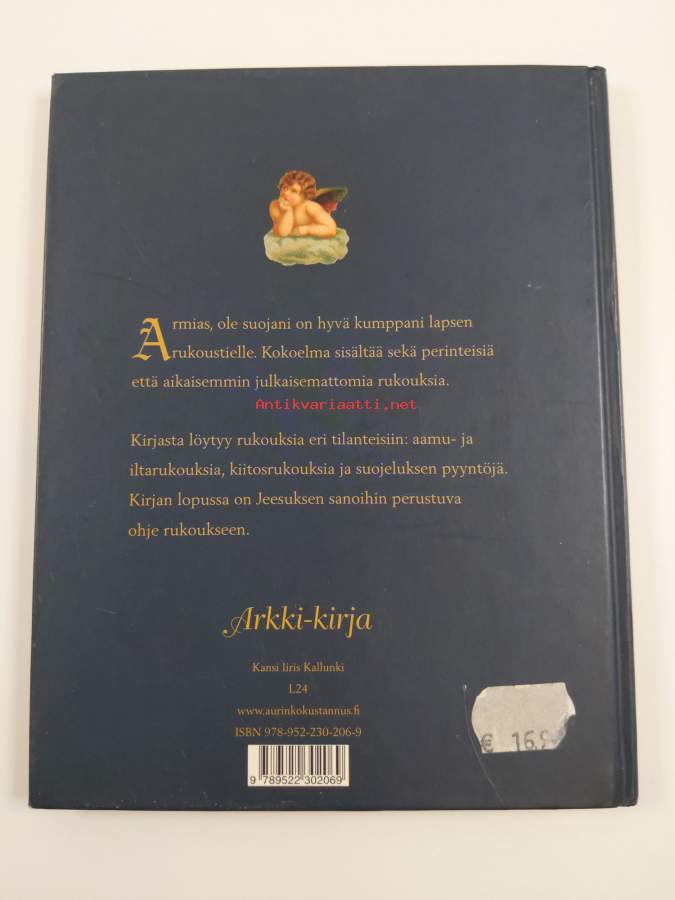 Armias, ole suojani on hyvä kumppani lapsen
rukoustielle. Kokoelma sisältää sekä perinteisiä
että aikaisemmin julkaisemattomia rukouksia.
Antikvariaatti.net
Kirjasta löytyy rukouksia eri tilanteisiin: aamu- ja
iltarukouksia, kiitosrukouksia ja suojeluksen pyyntöjä.
Kirjan lopussa on Jeesuksen sanoihin perustuva
ohje rukoukseen.
Arkki-kirja
Kansi Iiris Kallunki
L24
www.aurinkokustannus.fi
ISBN 978-952-230-206-9
9 789522 302069
€ 16,9